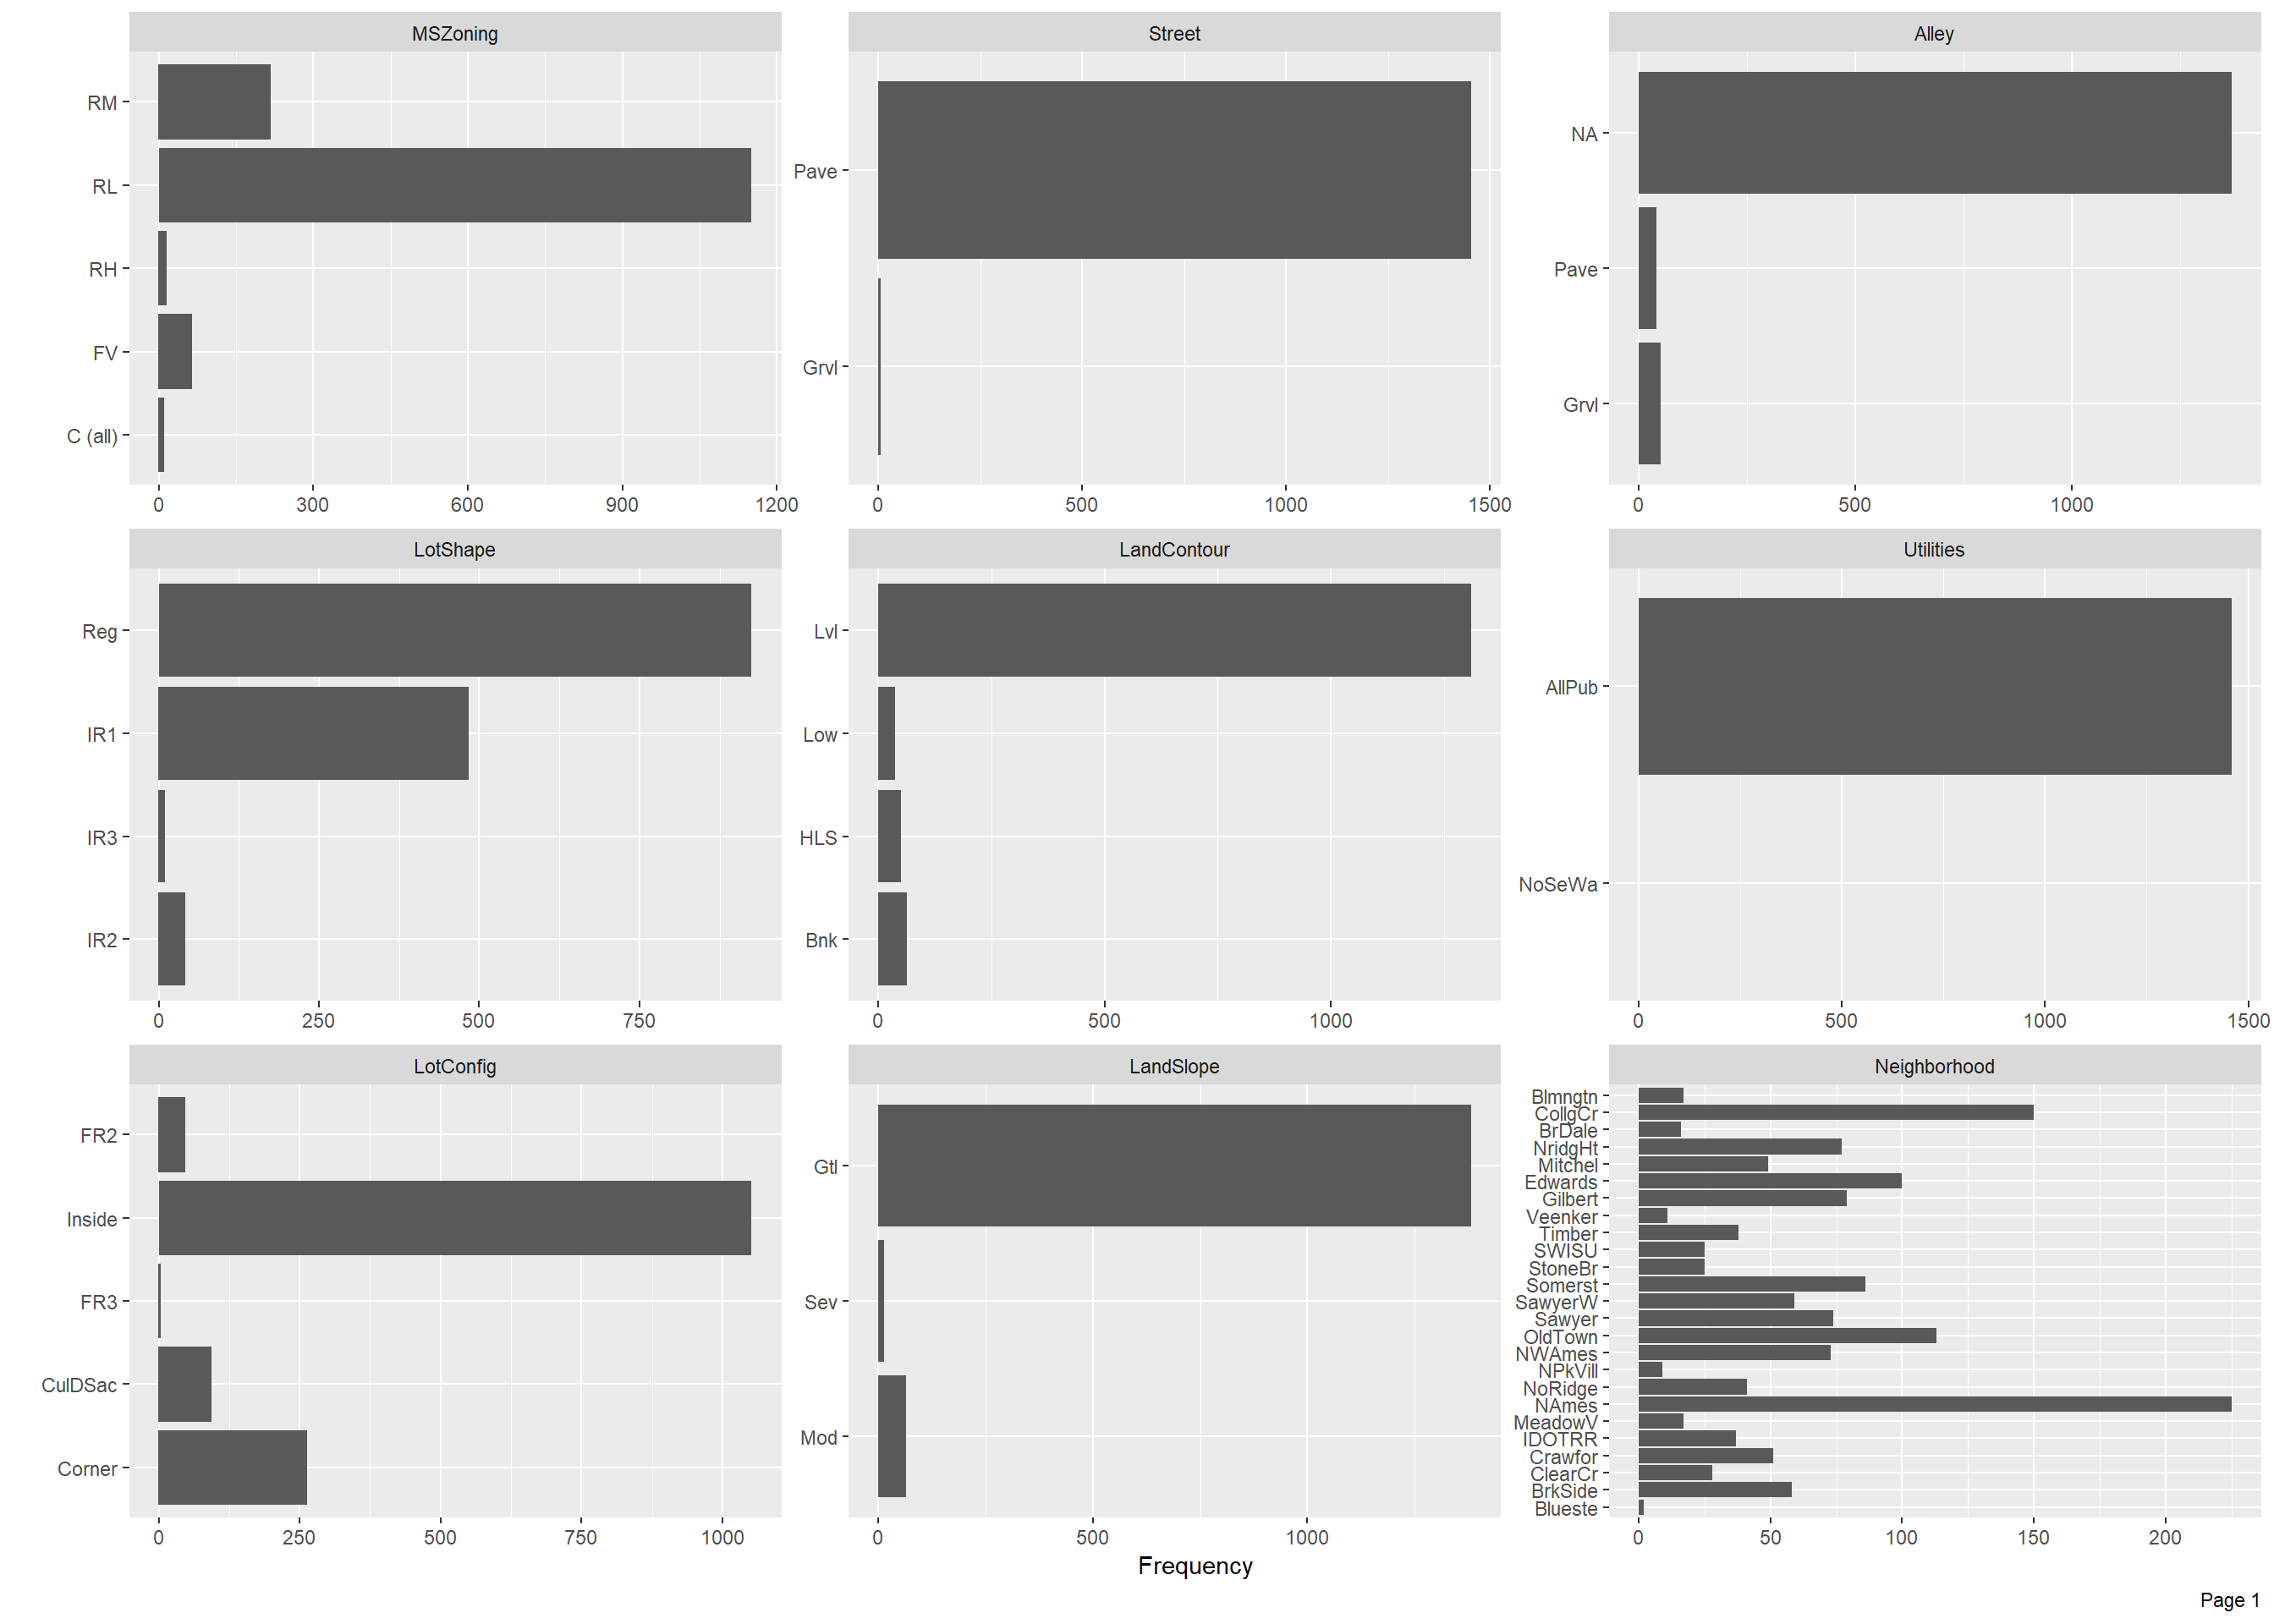 MSZoning
RM
RL
RH
FV
C (all)
0 300 600 900 1200
Street
Pave
Grvl
0 500 1000 1500
Alley
NA
Pave
Grvl
0 500 1000
LotShape
Reg
IR1
IR3
IR2
0 250 500 750
LandContour
Lvl
Low
HLS
Bnk
0 500 1000
Utilities
AllPub
NoSeWa
0 500 1000 1500
LotConfig
FR2
Inside
FR3
CulDSac
Corner
0 250 500 750 1000
LandSlope
Gtl
Sev
Mod
0 500 1000
Neighborhood
Blmngtn
CollgCr
BrDale
NridgHt
Mitchel
Edwards
Gilbert
Veenker
Timber
SWISU
StoneBr
Somerst
SawyerW
Sawyer
OldTown
NWAmes
NPkVill
NoRidge
NAmes
MeadowV
IDOTRR
Crawfor
ClearCr
BrkSide
Blueste
0 50 100 150 200
Frequency
Page 1